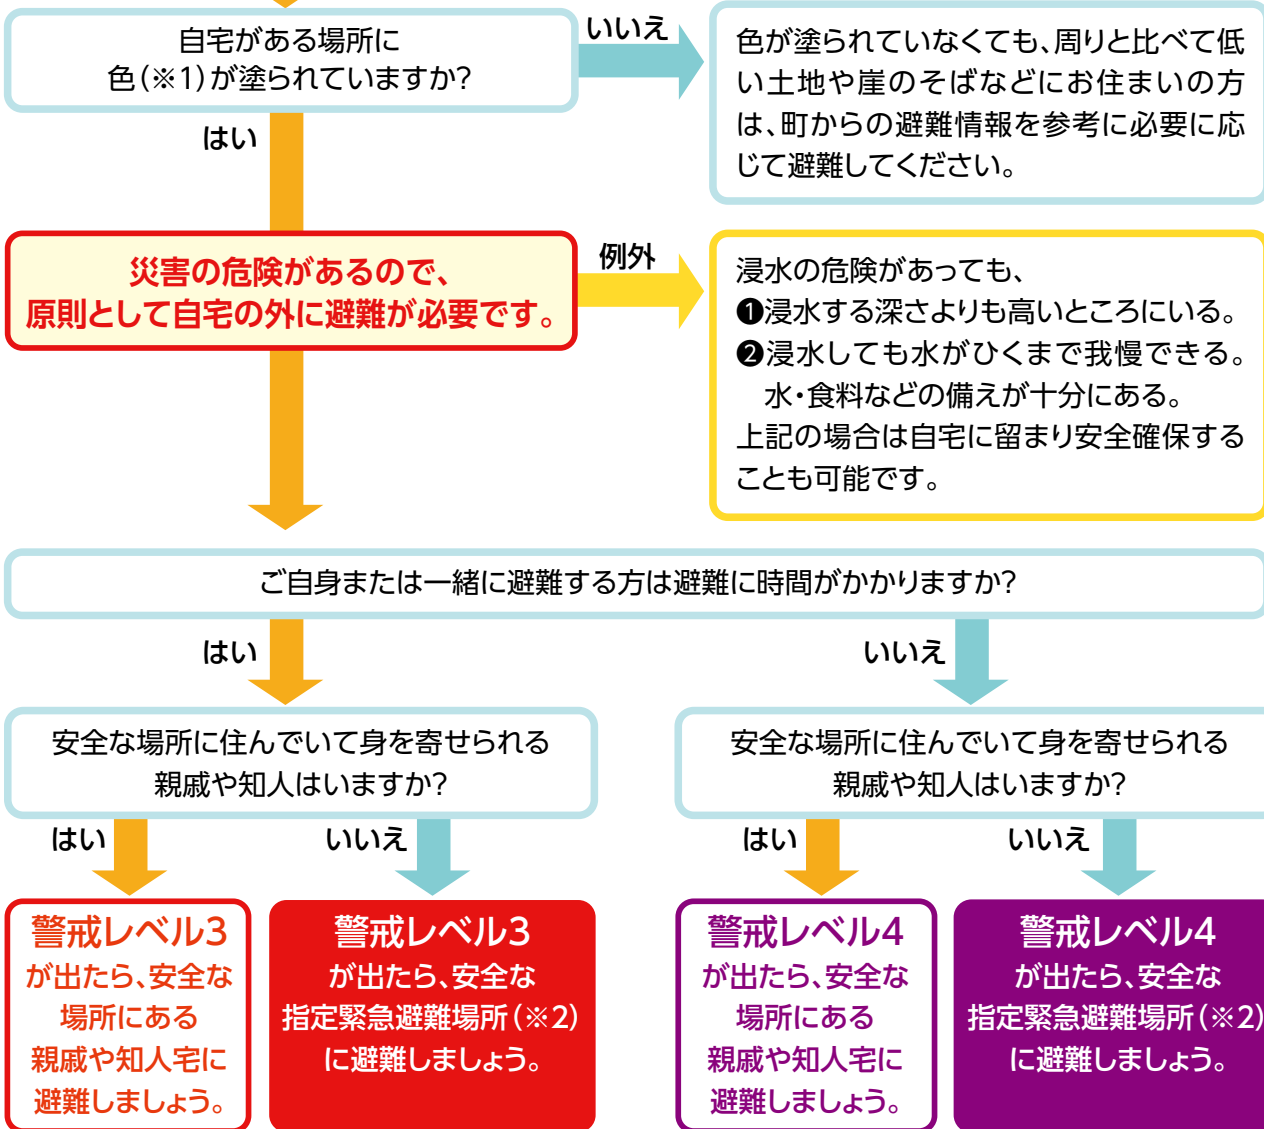 自宅がある場所に
色(※1)が塗られていますか?
いいえ
色が塗られていなくても、周りと比べて低
い土地や崖のそばなどにお住まいの方
は、町からの避難情報を参考に必要に応
じて避難してください。
はい
災害の危険があるので、
原則として自宅の外に避難が必要です。
例外
浸水の危険があっても、
❶浸水する深さよりも高いところにいる。
❷浸水しても水がひくまで我慢できる。
水・食料などの備えが十分にある。
上記の場合は自宅に留まり安全確保する
ことも可能です。
ご自身または一緒に避難する方は避難に時間がかかりますか?
はい
いいえ
安全な場所に住んでいて身を寄せられる
親戚や知人はいますか?
安全な場所に住んでいて身を寄せられる
親戚や知人はいますか?
はい
いいえ
はい
いいえ
警戒レベル3
が出たら、安全な
場所にある
親戚や知人宅に
避難しましょう。
警戒レベル3
が出たら、安全な
指定緊急避難場所(※2)
に避難しましょう。
警戒レベル4
が出たら、安全な
場所にある
親戚や知人宅に
避難しましょう。
警戒レベル4
が出たら、安全な
指定緊急避難場所(※2)
に避難しましょう。